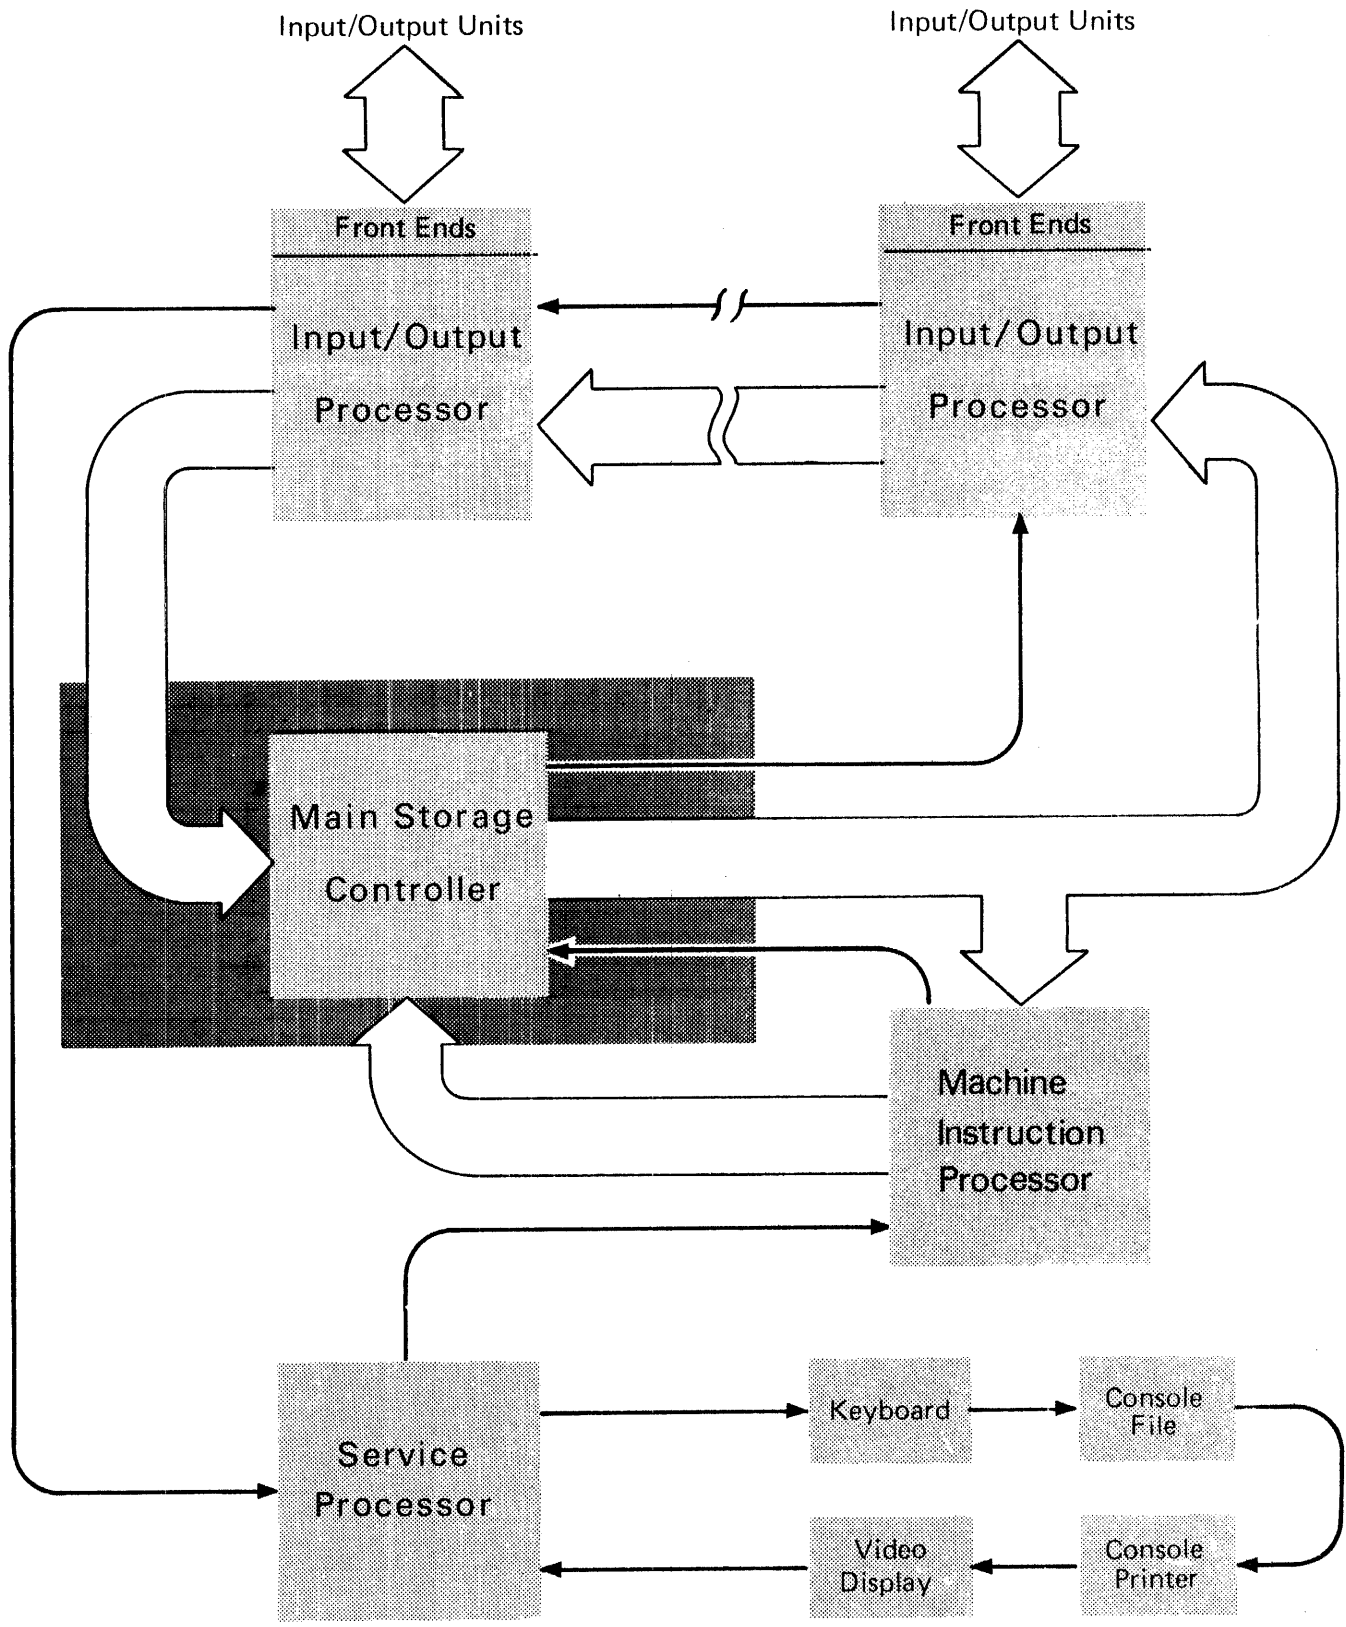 Input/Output Units
Input/Output Units
Front Ends
Front Ends
Input/Output
Processor
Input/Output
Processor
Main Storage
Controller
Machine
Instruction
Processor
Service
Processor
Keyboard
Console
File
Video
Display
Console
Printer